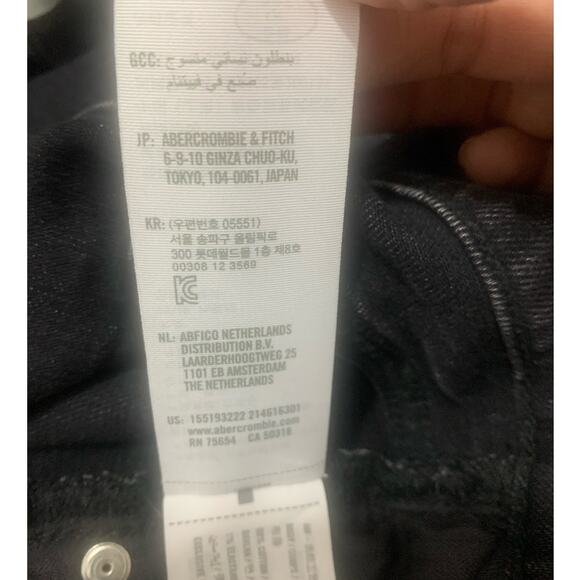 GCC: بنطلون نسائي منسوج
صنع في فييتنام
JP: ABERCROMBIE & FITCH
6-9-10 GINZA CHUO-KU,
TOKYO, 104-0061, JAPAN
KR: (우편번호 05551)
서울 송파구 올림픽로
300 롯데월드몰 1층 제8호
00308 12 3569
NL: ABFICO NETHERLANDS
DISTRIBUTION B.V.
LAARDERHOOGTWEG 25
1101 EB AMSTERDAM
THE NETHERLANDS
US: 155193222 214616301
www.abercrombie.com
RN 75654 CA 50318